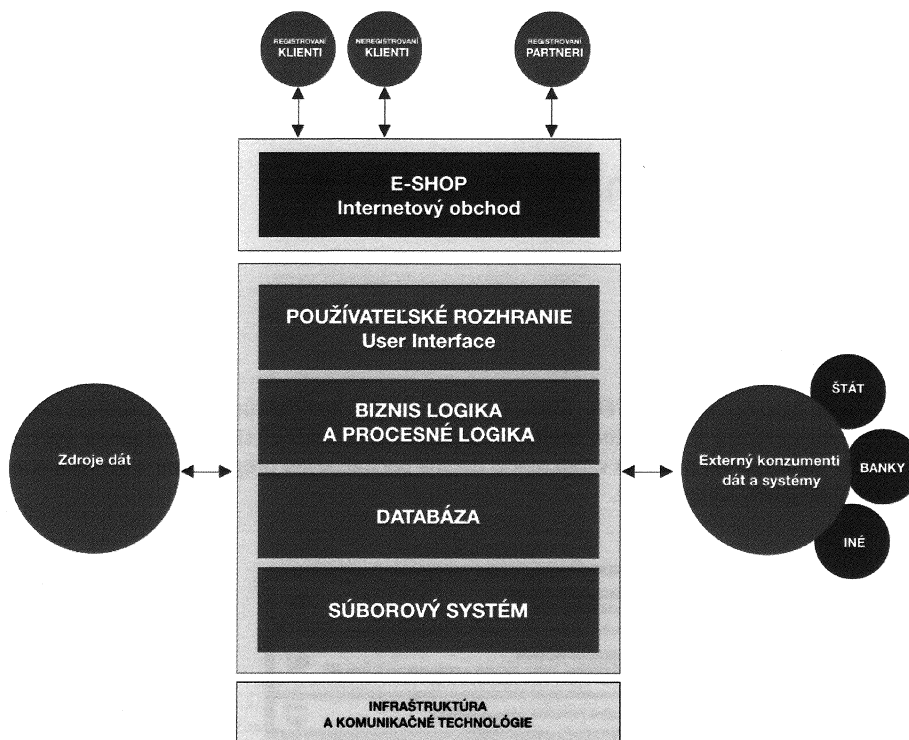 REGISTROVANÍ
KLIENTI
NEREGISTROVANÍ
KLIENTI
REGISTROVANÍ
PARTNERI
E-SHOP
Internetový obchod
POUŽÍVATEĽSKÉ ROZHRANIE
User Interface
BIZNIS LOGIKA
A PROCESNÉ LOGIKA
DATABÁZA
SÚBOROVÝ SYSTÉM
Zdroje dát
Externý konzumenti
dát a systémy
ŠTÁT
BANKY
INÉ
INFRAŠTRUKTÚRA
A KOMUNIKAČNÉ TECHNOLÓGIE